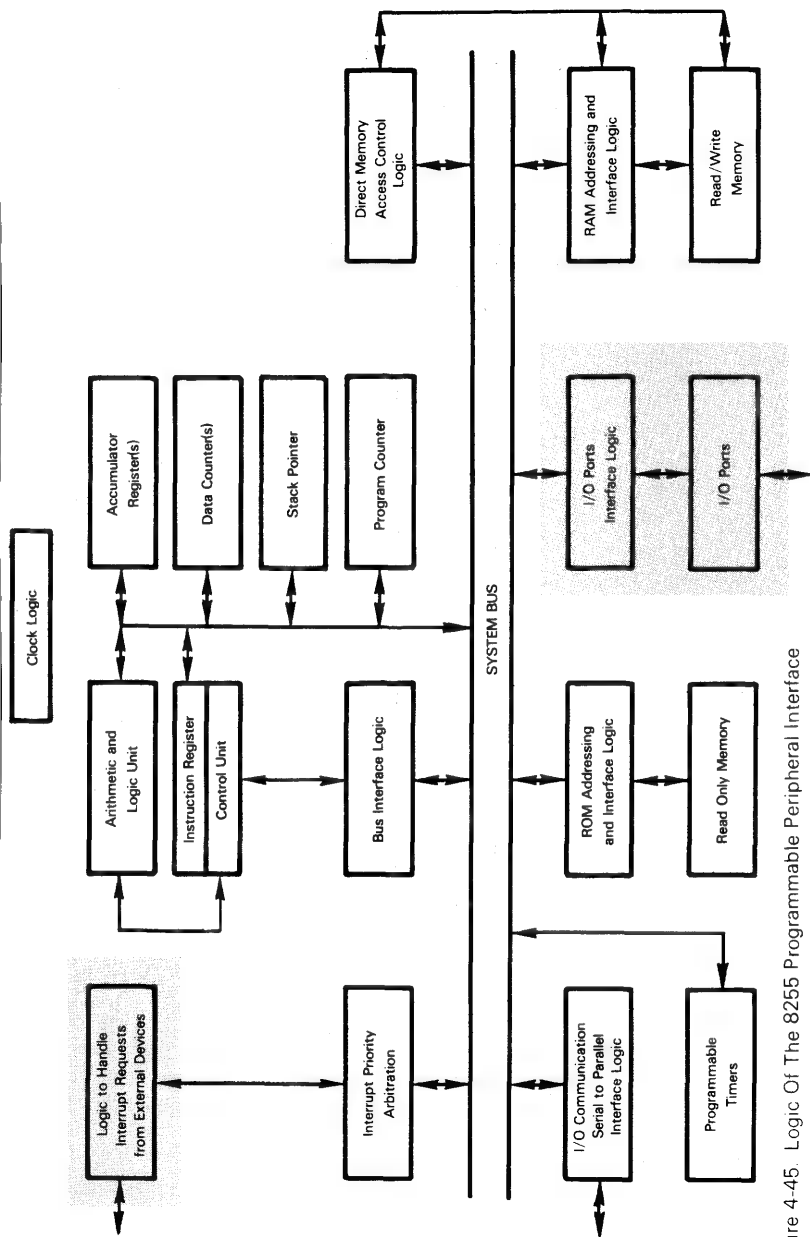 Clock Logic
Logic to Handle
Interrupt Requests
from External Devices
Arithmetic and
Logic Unit
Accumulator
Register(s)
Instruction Register
Control Unit
Data Counter(s)
Stack Pointer
Interrupt Priority
Arbitration
Bus Interface Logic
Program Counter
Direct Memory
Access Control
Logic
SYSTEM BUS
I/O Communication
Serial to Parallel
Interface Logic
ROM Addressing
and Interface Logic
I/O Ports
Interface Logic
RAM Addressing and
Interface Logic
Programmable
Timers
Read Only Memory
I/O Ports
Read/Write
Memory
re 4-45. Logic Of The 8255 Programmable Peripheral Interface